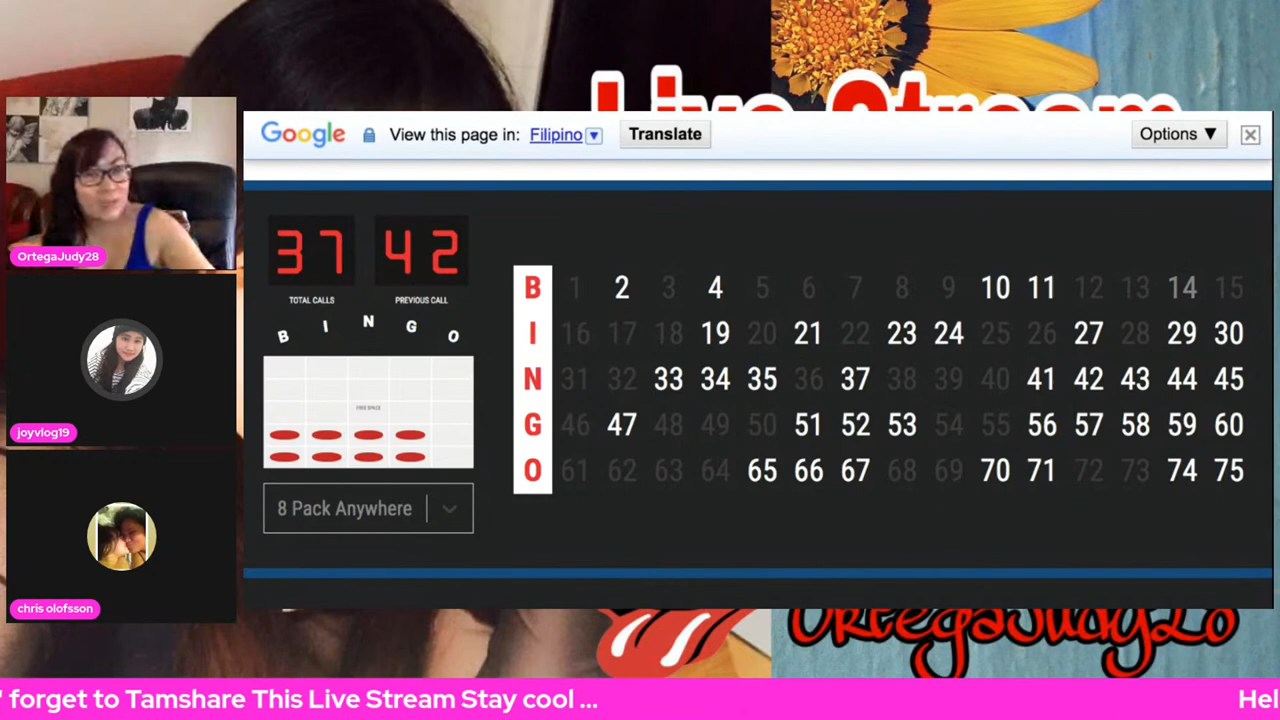 Live Stream
Google View this page in: Filipino ▼ Translate Options ▼
37 42
TOTAL CALLS PREVIOUS CALL
B I N G O
FREE SPACE
8 Pack Anywhere
B 1 2 3 4 5 6 7 8 9 10 11 12 13 14 15
I 16 17 18 19 20 21 22 23 24 25 26 27 28 29 30
N 31 32 33 34 35 36 37 38 39 40 41 42 43 44 45
G 46 47 48 49 50 51 52 53 54 55 56 57 58 59 60
O 61 62 63 64 65 66 67 68 69 70 71 72 73 74 75
OrtegaJudy28
joyvlog19
chris olofsson
OrtegaJudy28
' forget to Tamshare This Live Stream Stay cool ... Hel